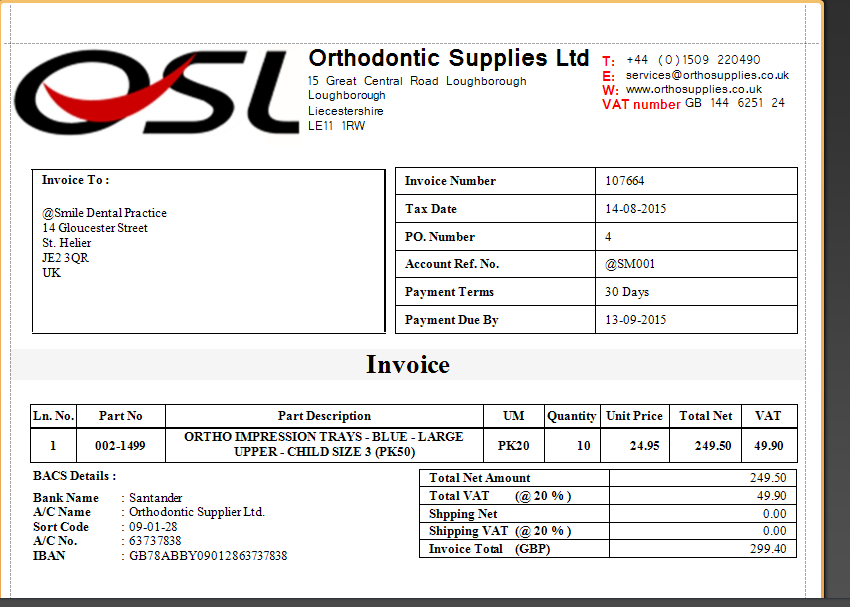 OSL
Orthodontic Supplies Ltd
15 Great Central Road Loughborough
Loughborough
Liecestershire
LE11 1RW
T: +44 (0)1509 220490
E: services@orthosupplies.co.uk
W: www.orthosupplies.co.uk
VAT number GB 144 6251 24
Invoice To :
@Smile Dental Practice
14 Gloucester Street
St. Helier
JE2 3QR
UK
Invoice Number 107664
Tax Date 14-08-2015
PO. Number 4
Account Ref. No. @SM001
Payment Terms 30 Days
Payment Due By 13-09-2015
Invoice
Ln. No. Part No Part Description UM Quantity Unit Price Total Net VAT
1 002-1499 ORTHO IMPRESSION TRAYS - BLUE - LARGE
UPPER - CHILD SIZE 3 (PK50) PK20 10 24.95 249.50 49.90
BACS Details :
Bank Name : Santander
A/C Name : Orthodontic Supplier Ltd.
Sort Code : 09-01-28
A/C No. : 63737838
IBAN : GB78ABBY09012863737838
Total Net Amount 249.50
Total VAT (@ 20 % ) 49.90
Shpping Net 0.00
Shipping VAT (@ 20 % ) 0.00
Invoice Total (GBP) 299.40